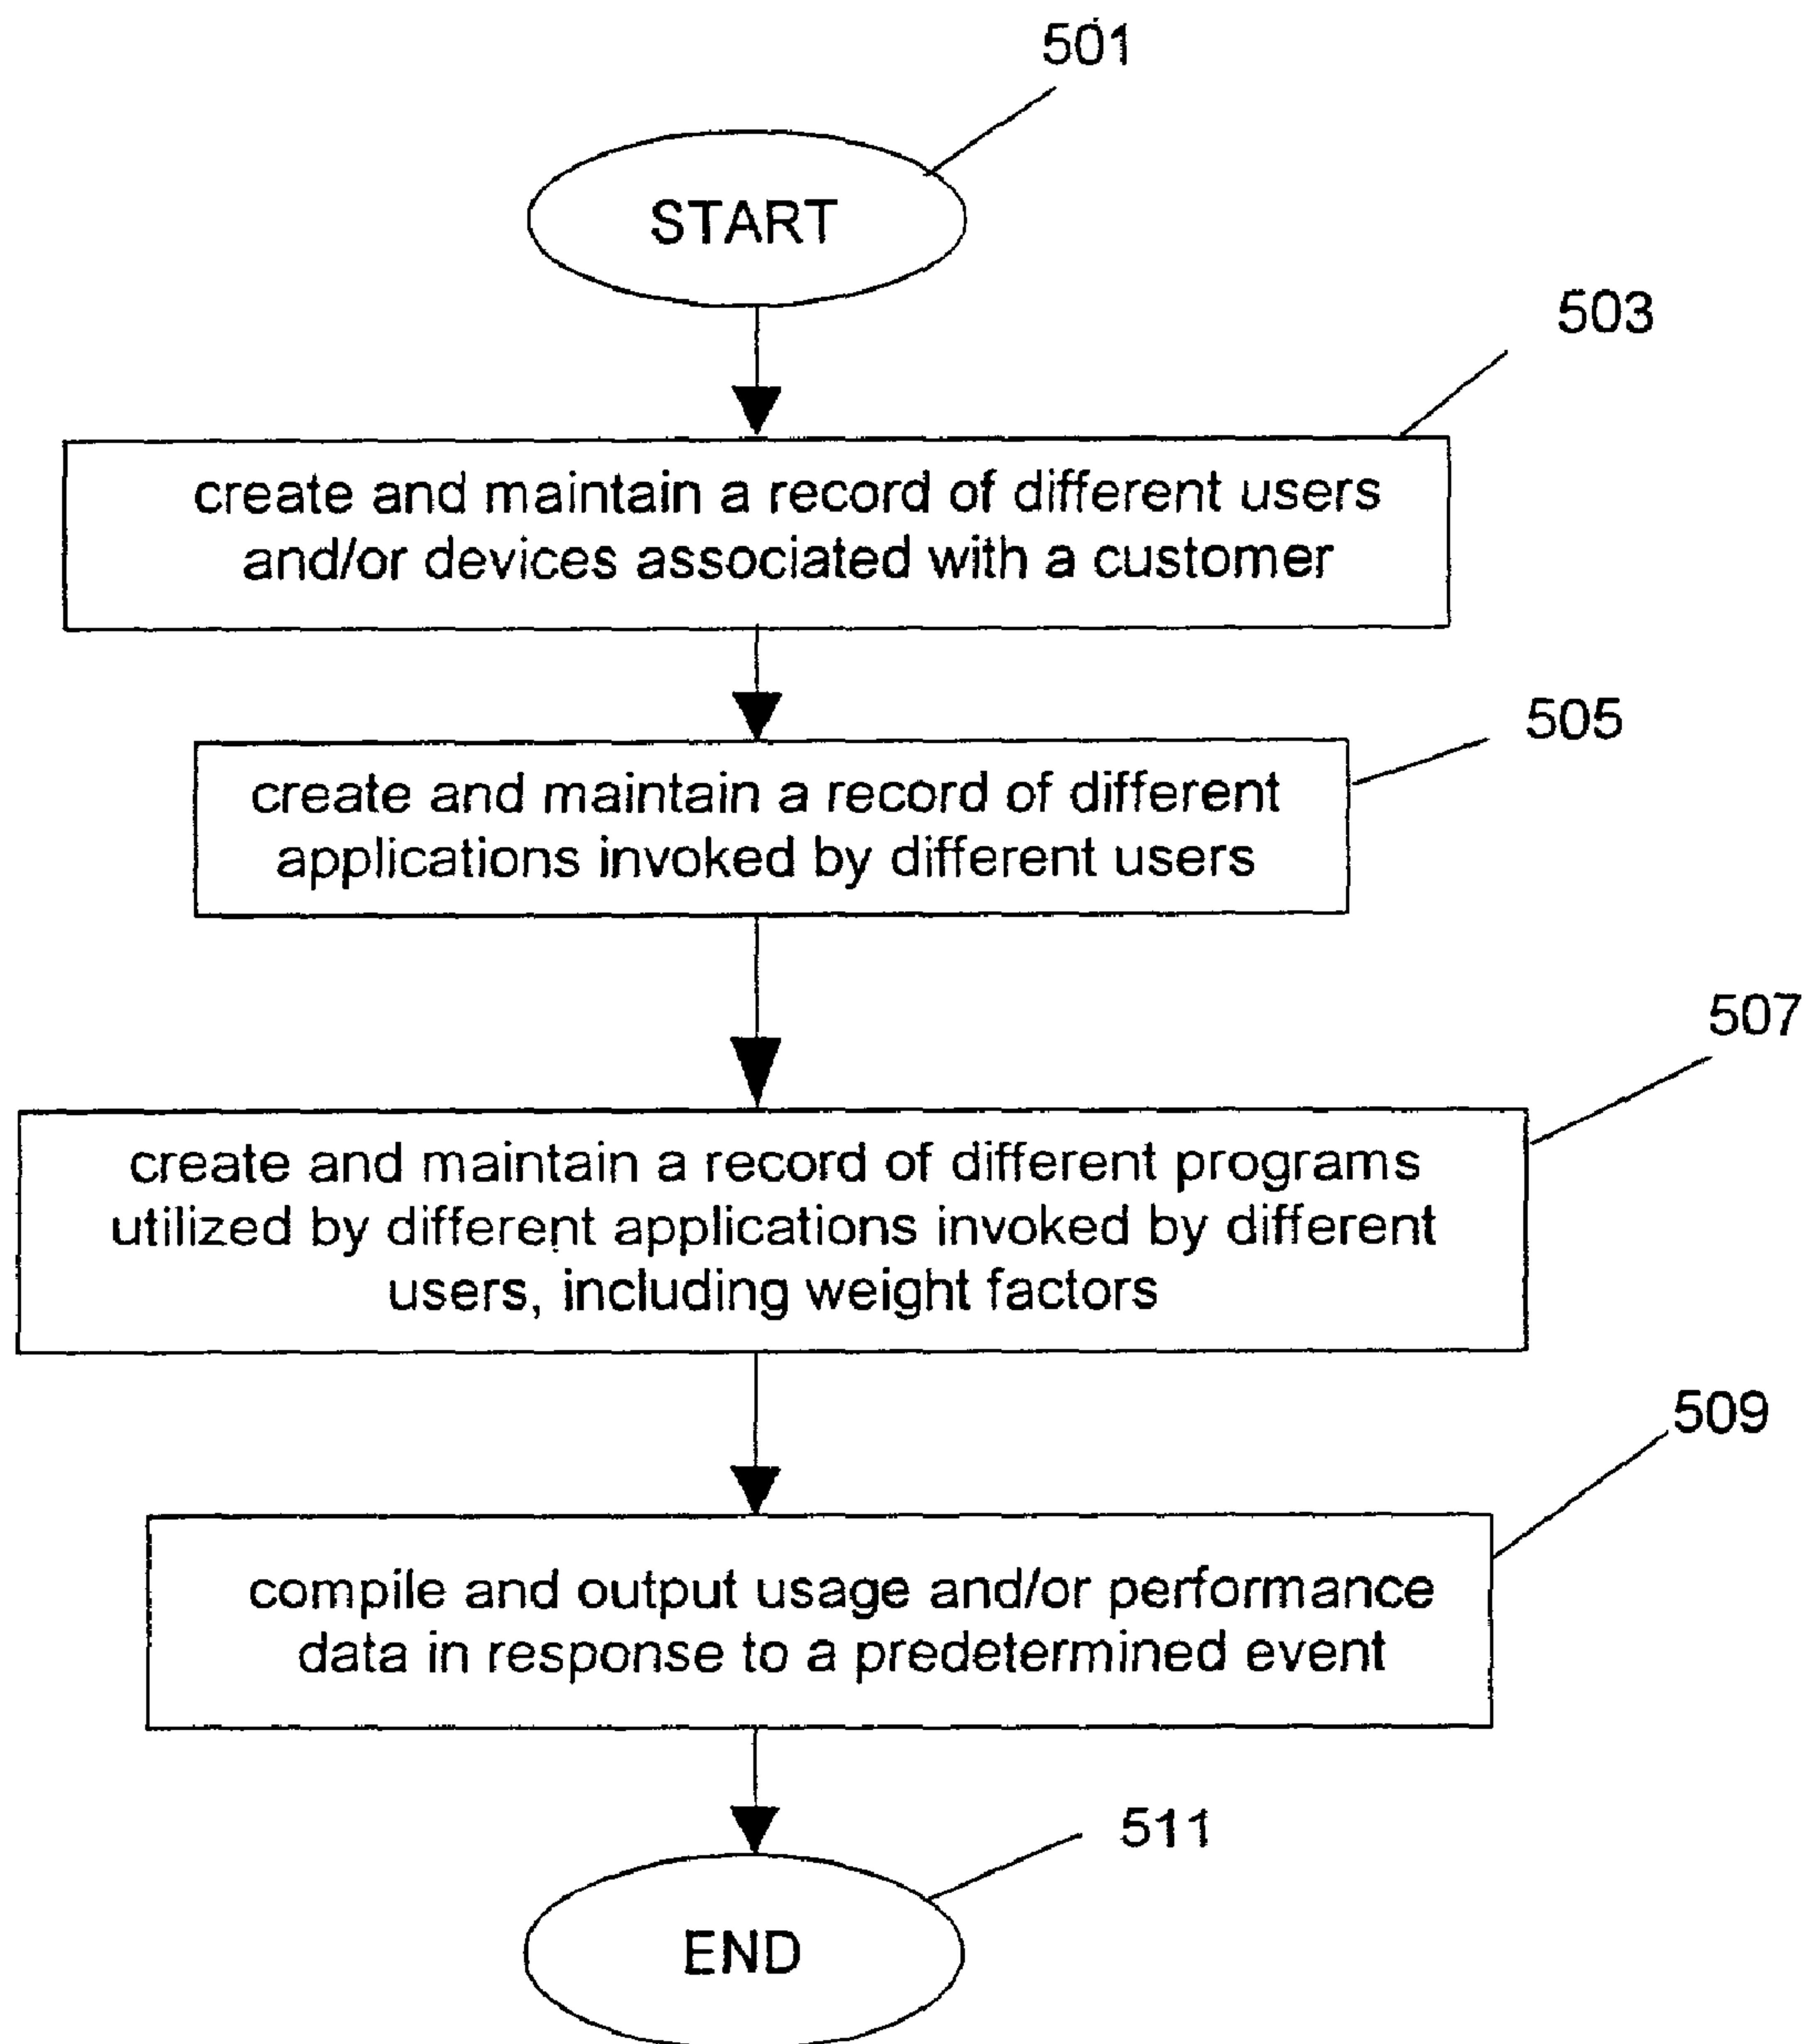 501
START
503
create and maintain a record of different users
and/or devices associated with a customer
505
create and maintain a record of different
applications invoked by different users
507
create and maintain a record of different programs
utilized by different applications invoked by different
users, including weight factors
509
compile and output usage and/or performance
data in response to a predetermined event
511
END